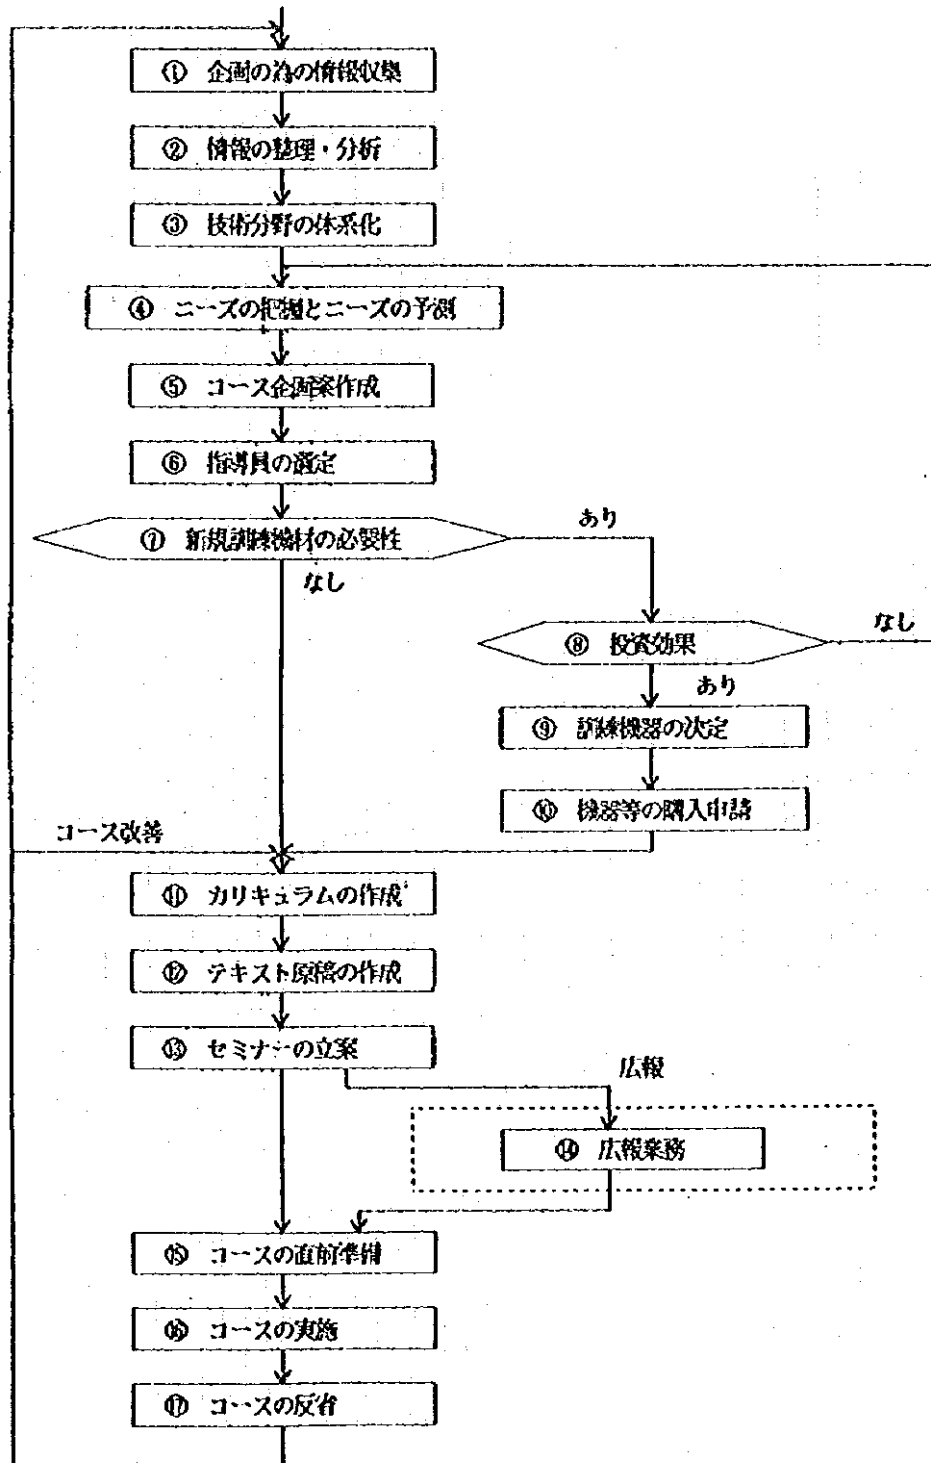 ① 企画の為の情報収集
② 情報の整理・分析
③ 技術分野の体系化
④ ニーズの把握とニーズの予測
⑤ コース企画案作成
⑥ 指導員の選定
⑦ 新規訓練機材の必要性
あり
なし
⑧ 投資効果
なし
あり
⑨ 訓練機器の決定
⑩ 機器等の購入申請
コース改善
⑪ カリキュラムの作成
⑫ テキスト原稿の作成
⑬ セミナーの立案
広報
⑭ 広報業務
⑮ コースの直前準備
⑯ コースの実施
⑰ コースの反省